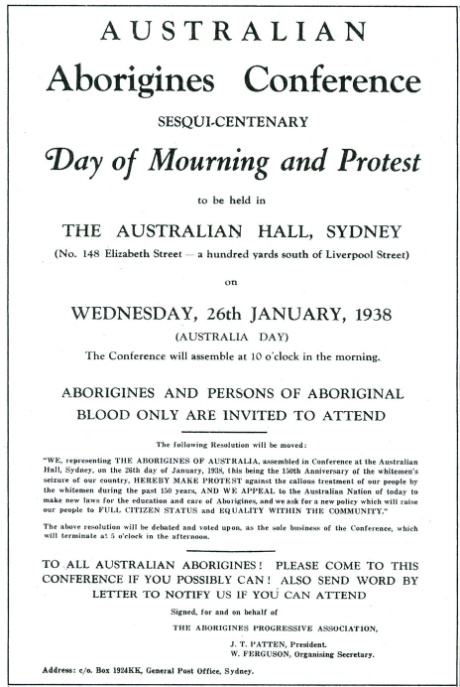 AUSTRALIAN
Aborigines Conference
SESQUI-CENTENARY
Day of Mourning and Protest
to be held in
THE AUSTRALIAN HALL, SYDNEY
(No. 148 Elizabeth Street — a hundred yards south of Liverpool Street)
on
WEDNESDAY, 26th JANUARY, 1938
(AUSTRALIA DAY)
The Conference will assemble at 10 o'clock in the morning.
ABORIGINES AND PERSONS OF ABORIGINAL
BLOOD ONLY ARE INVITED TO ATTEND
The following Resolution will be moved:
"WE, representing THE ABORIGINES OF AUSTRALIA, assembled in Conference at the Australian
Hall, Sydney, on the 26th day of January, 1938, this being the 150th Anniversary of the whitemen's
seizure of our country, HEREBY MAKE PROTEST against the callous treatment of our people by
the whitemen during the past 150 years, AND WE APPEAL to the Australian Nation of today to
make new laws for the education and care of Aborigines, and we ask for a new policy which will raise
our people to FULL CITIZEN STATUS and EQUALITY WITHIN THE COMMUNITY."
The above resolution will be debated and voted upon, as the sole business of the Conference, which
will terminate at 5 o'clock in the afternoon.
TO ALL AUSTRALIAN ABORIGINES! PLEASE COME TO THIS
CONFERENCE IF YOU POSSIBLY CAN! ALSO SEND WORD BY
LETTER TO NOTIFY US IF YOU CAN ATTEND
Signed, for and on behalf of
THE ABORIGINES PROGRESSIVE ASSOCIATION,
J. T. PATTEN, President.
W. FERGUSON, Organising Secretary.
Address: c/o. Box 1924KK, General Post Office, Sydney.